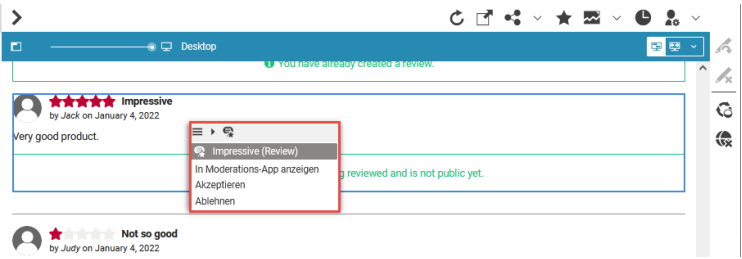 Desktop
You have already created a review.
Impressive
by Jack on January 4, 2022
Very good product.
Impressive (Review)
In Moderations-App anzeigen
g reviewed and is not public yet.
Akzeptieren
Ablehnen
Not so good
by Judy on January 4, 2022